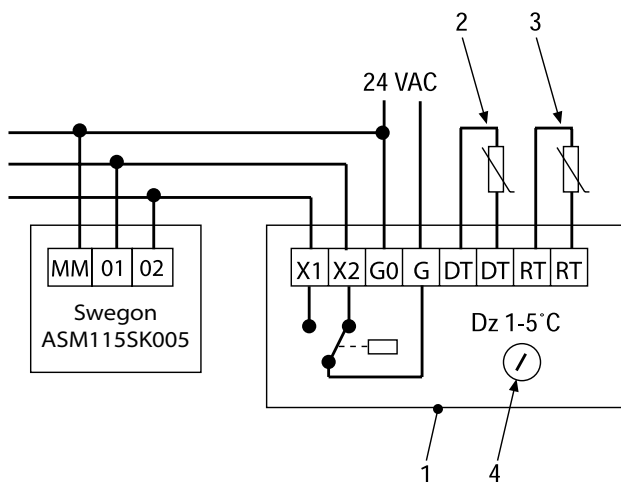 2 3
24 VAC
MM 01 02
X1 X2 G0 G DT DT RT RT
Swegon
ASM115SK005
Dz 1-5°C
1 4